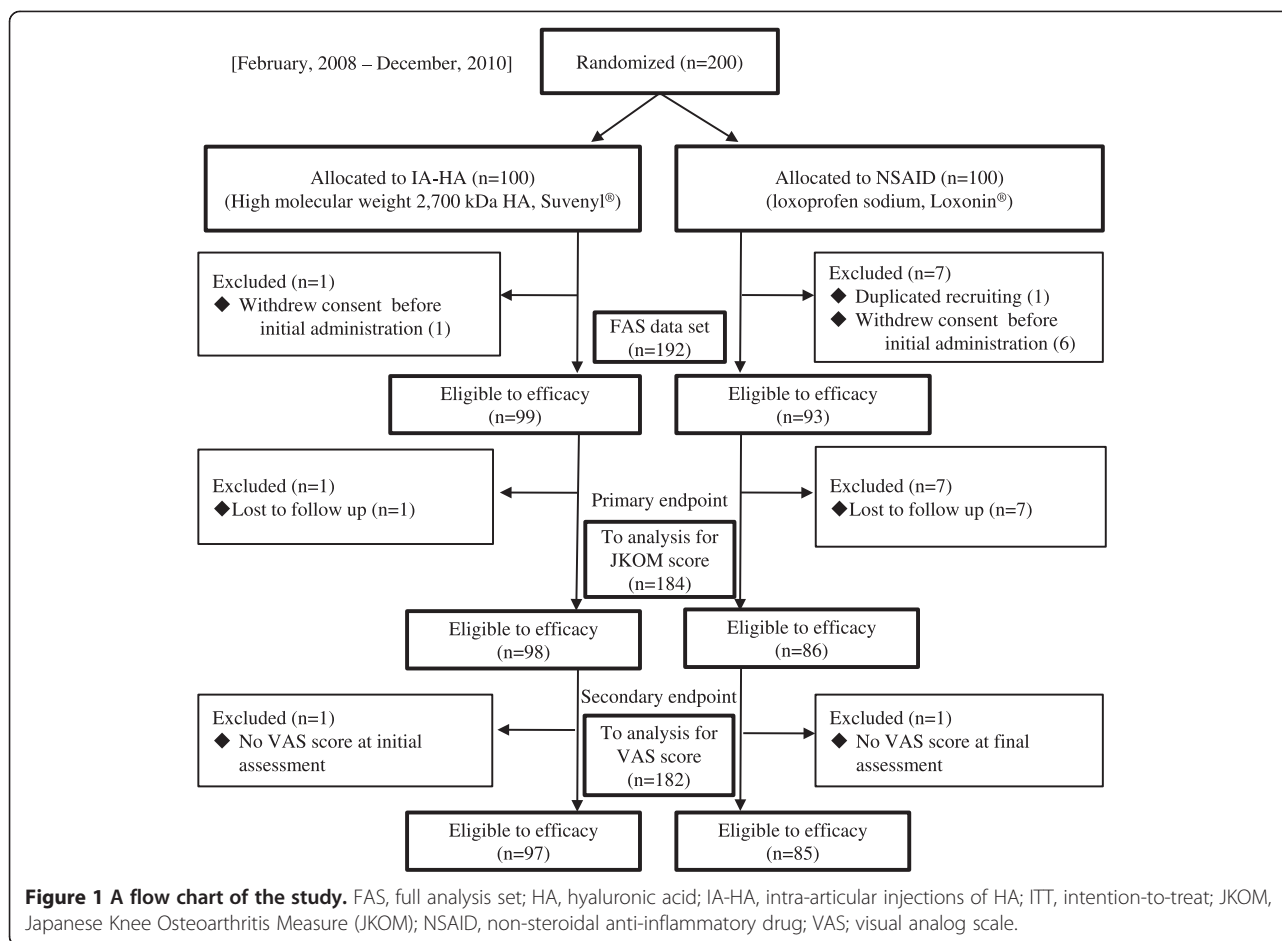 [February, 2008 – December, 2010]
Randomized (n=200)
Allocated to IA-HA (n=100)
(High molecular weight 2,700 kDa HA, Suvenyl®)
Allocated to NSAID (n=100)
(loxoprofen sodium, Loxonin®)
Excluded (n=1)
◆ Withdrew consent before
initial administration (1)
Excluded (n=7)
◆ Duplicated recruiting (1)
◆ Withdrew consent before
initial administration (6)
FAS data set
(n=192)
Eligible to efficacy
(n=99)
Eligible to efficacy
(n=93)
Excluded (n=1)
◆Lost to follow up (n=1)
Primary endpoint
Excluded (n=7)
◆Lost to follow up (n=7)
To analysis for
JKOM score
(n=184)
Eligible to efficacy
(n=98)
Eligible to efficacy
(n=86)
Secondary endpoint
Excluded (n=1)
◆ No VAS score at initial
assessment
To analysis for
VAS score
(n=182)
Excluded (n=1)
◆ No VAS score at final
assessment
Eligible to efficacy
(n=97)
Eligible to efficacy
(n=85)
Figure 1 A flow chart of the study. FAS, full analysis set; HA, hyaluronic acid; IA-HA, intra-articular injections of HA; ITT, intention-to-treat; JKOM,
Japanese Knee Osteoarthritis Measure (JKOM); NSAID, non-steroidal anti-inflammatory drug; VAS; visual analog scale.